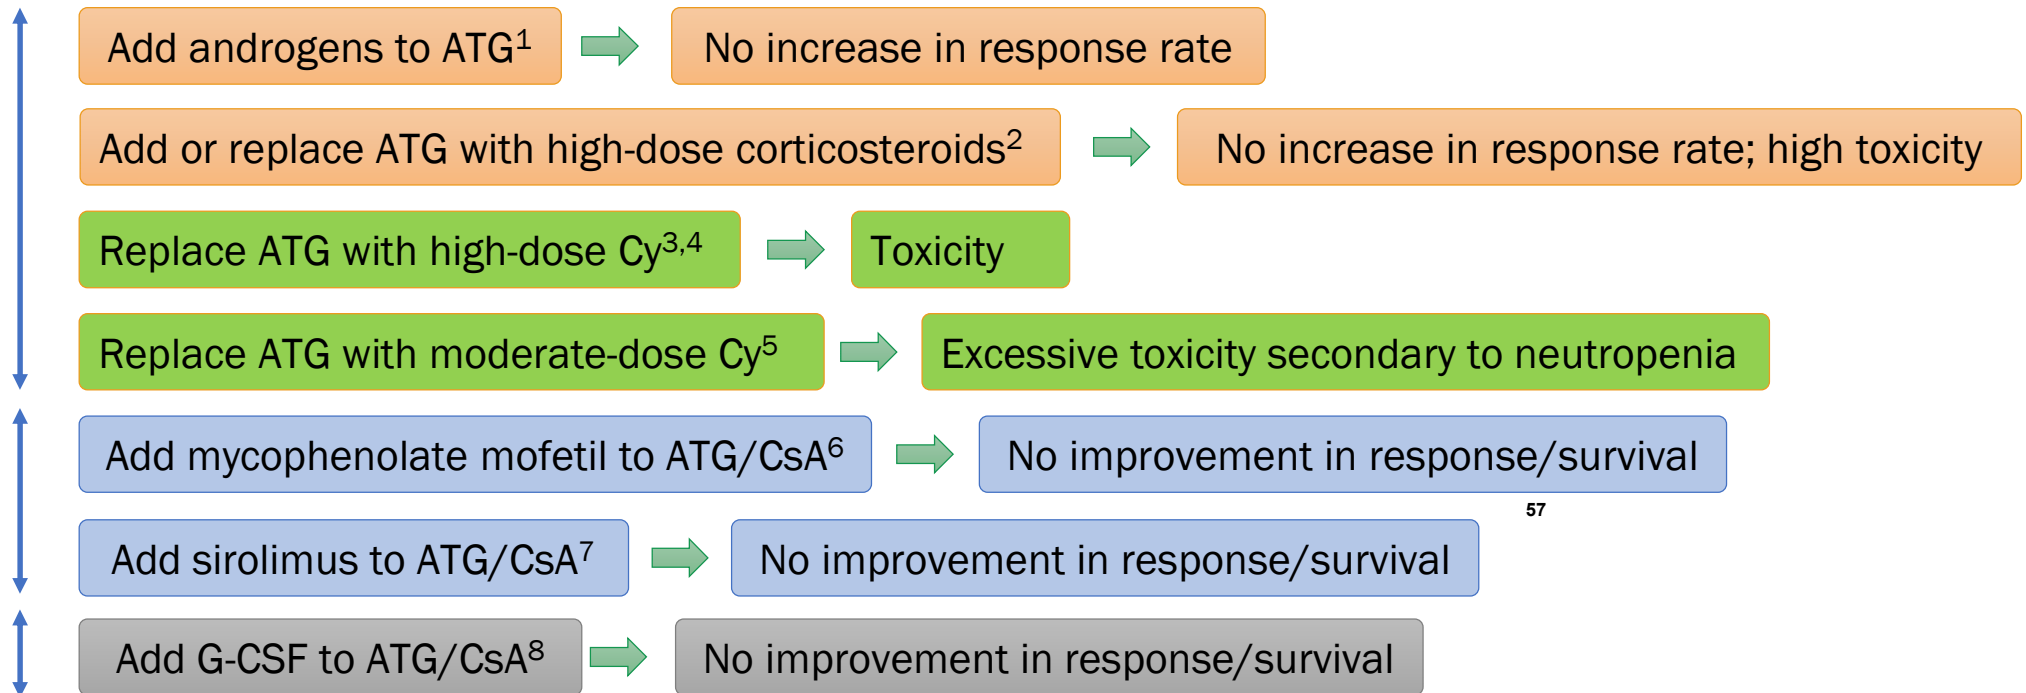 Add androgens to ATG¹ No increase in response rate
Add or replace ATG with high-dose corticosteroids² No increase in response rate; high toxicity
Replace ATG with high-dose Cy³,⁴ Toxicity
Replace ATG with moderate-dose Cy⁵ Excessive toxicity secondary to neutropenia
Add mycophenolate mofetil to ATG/CsA⁶ No improvement in response/survival
57
Add sirolimus to ATG/CsA⁷ No improvement in response/survival
Add G-CSF to ATG/CsA⁸ No improvement in response/survival